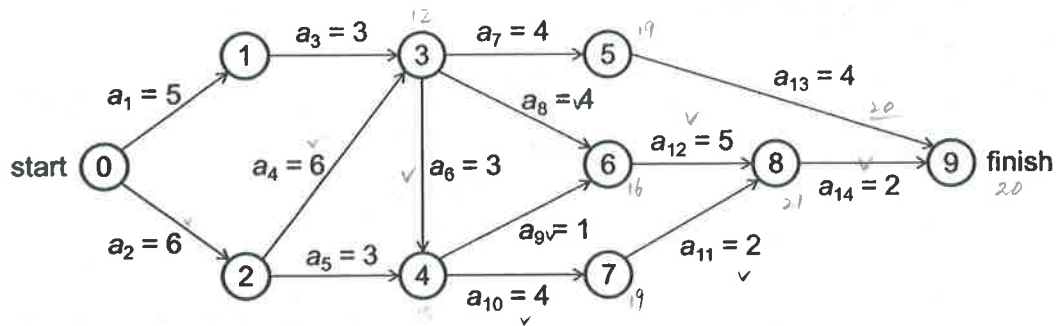 12
a3 = 3
a7 = 4
19
1
3
5
a1 = 5
a8 = 4
a13 = 4
20
a4 = 6
a6 = 3
a12 = 5
start
0
6
8
9
finish
16
21
a14 = 2
20
a2 = 6
a9 = 1
a5 = 3
a11 = 2
2
4
7
a10 = 4
19